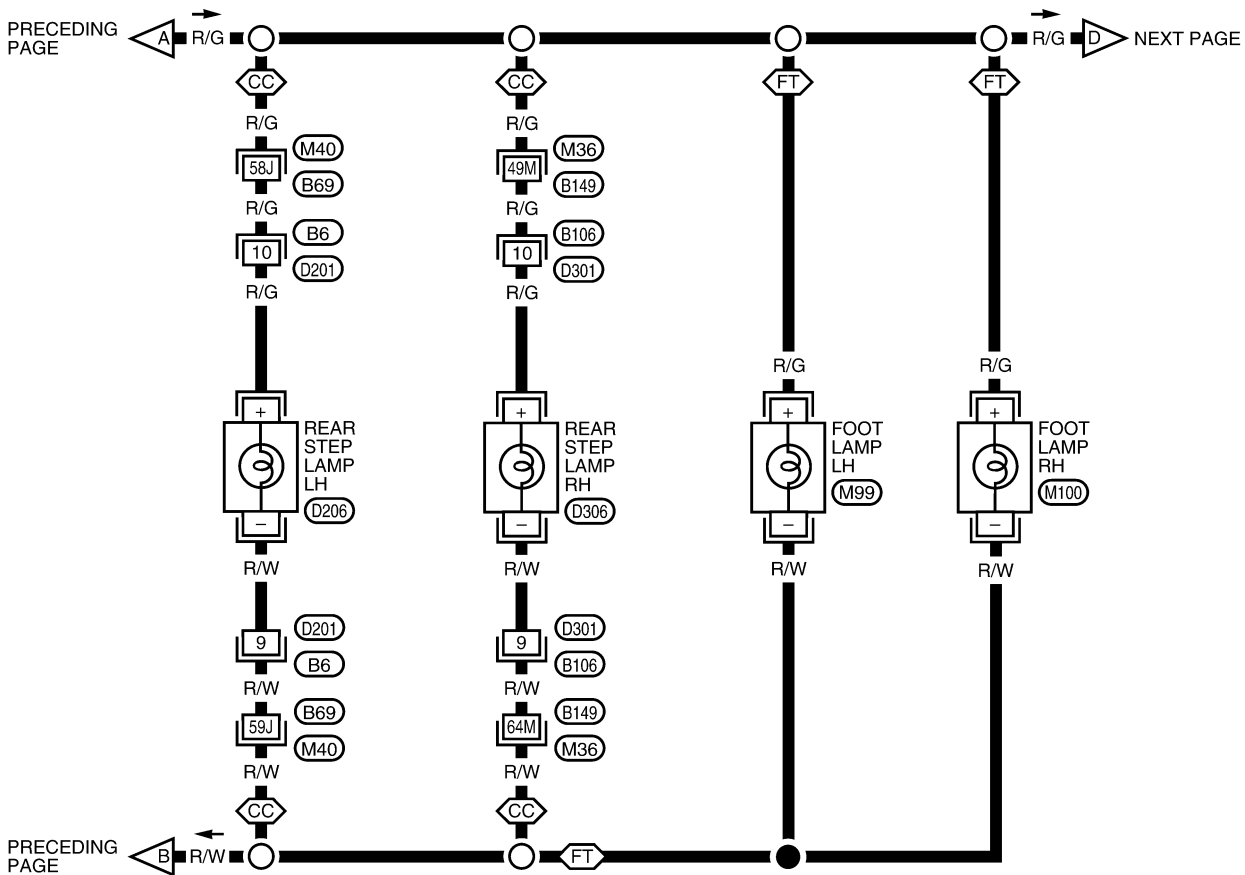 PRECEDING
PAGE
A R/G
R/G D NEXT PAGE
CC CC FT FT
R/G R/G
58J M40
B69
49M M36
B149
R/G R/G
10 B6
D201
10 B106
D301
R/G R/G
R/G R/G
+ + + +
REAR
STEP
LAMP
LH
D206
REAR
STEP
LAMP
RH
D306
FOOT
LAMP
LH
M99
FOOT
LAMP
RH
M100
– – – –
R/W R/W R/W R/W
9 D201
B6
9 D301
B106
R/W R/W
59J B69
M40
64M B149
M36
R/W R/W
CC CC
PRECEDING
PAGE
B R/W
FT